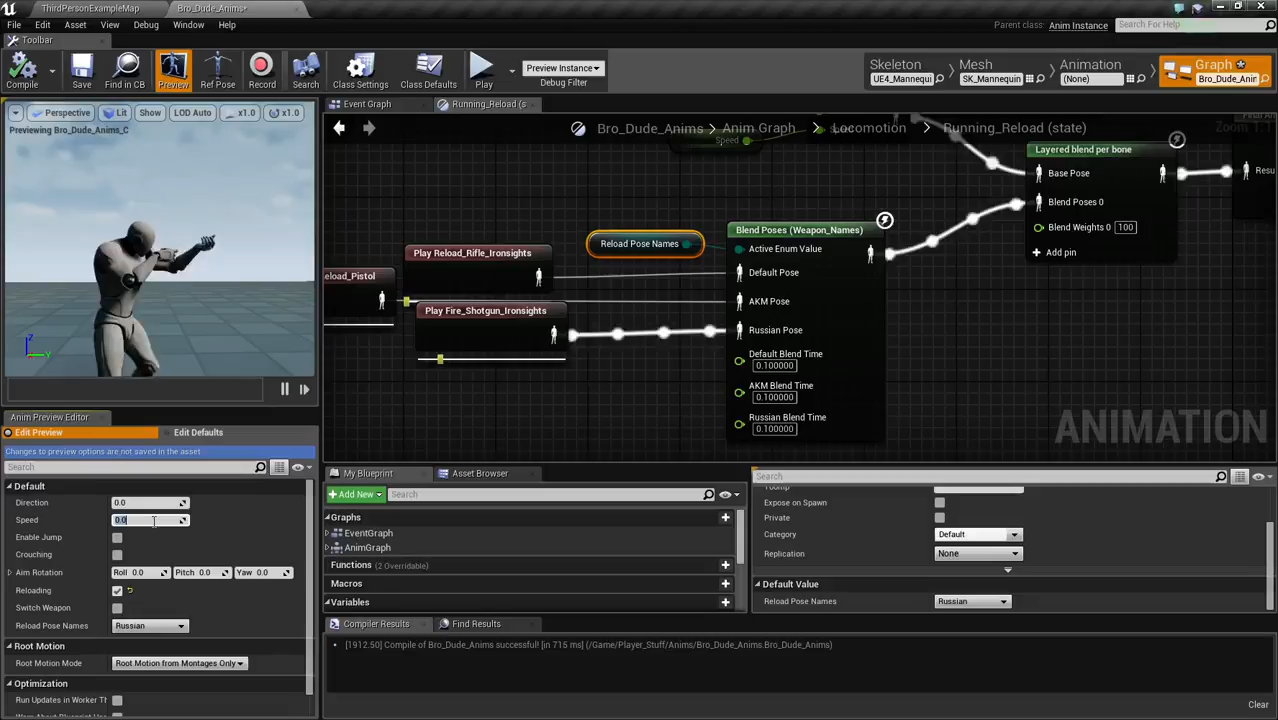 ThirdPersonExampleMap
Bro_Dude_Anims*
File Edit Asset View Debug Window Help
Parent class: Anim Instance
Search For Help
Toolbar
Compile
Save
Find in CB
Preview
Ref Pose
Record
Search
Class Settings
Class Defaults
Play
Preview Instance
Debug Filter
Skeleton
UE4_Mannequi
Mesh
SK_Mannequin
Animation
(None)
Graph
Bro_Dude_Anim
Perspective
Lit
Show
LOD Auto
x1.0
x1.0
Previewing Bro_Dude_Anims_C
Z
Y
Event Graph
Running_Reload (s
Bro_Dude_Anims > Anim Graph > Locomotion > Running_Reload (state)
Zoom 1:1
Speed
Layered blend per bone
Base Pose
Blend Poses 0
Blend Weights 0 100
Add pin
Resu
Reload Pose Names
Blend Poses (Weapon_Names)
Active Enum Value
Default Pose
AKM Pose
Russian Pose
Default Blend Time
0.100000
AKM Blend Time
0.100000
Russian Blend Time
0.100000
Play Reload_Rifle_Ironsights
eload_Pistol
Play Fire_Shotgun_Ironsights
ANIMATION
Anim Preview Editor
Edit Preview
Edit Defaults
Changes to preview options are not saved in the asset
Search
Default
Direction 0.0
Speed 0.0
Enable Jump
Crouching
Aim Rotation Roll 0.0 Pitch 0.0 Yaw 0.0
Reloading
Switch Weapon
Reload Pose Names Russian
Root Motion
Root Motion Mode Root Motion from Montages Only
Optimization
Run Updates in Worker Th
My Blueprint
Asset Browser
Add New
Search
Graphs
EventGraph
AnimGraph
Functions (2 Overridable)
Macros
Variables
Search
Expose on Spawn
Private
Category Default
Replication None
Default Value
Reload Pose Names Russian
Compiler Results
Find Results
[1912.50] Compile of Bro_Dude_Anims successful! [in 715 ms] (/Game/Player_Stuff/Anims/Bro_Dude_Anims.Bro_Dude_Anims)
Clear